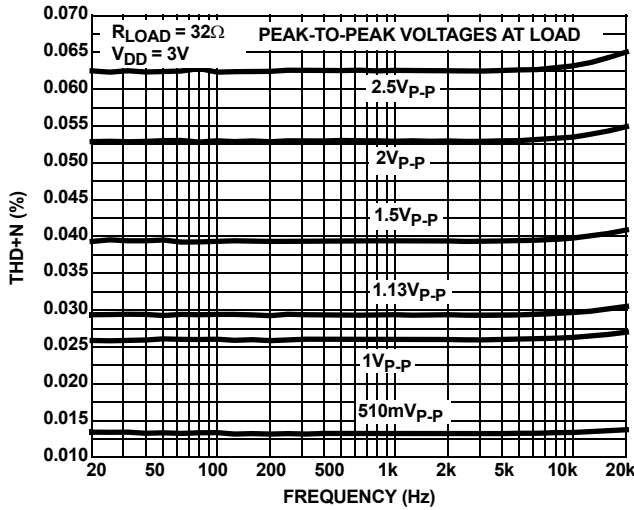 R_LOAD = 32Ω
V_DD = 3V
PEAK-TO-PEAK VOLTAGES AT LOAD
2.5V_P-P
2V_P-P
1.5V_P-P
1.13V_P-P
1V_P-P
510mV_P-P
THD+N (%)
0.070
0.065
0.060
0.055
0.050
0.045
0.040
0.035
0.030
0.025
0.020
0.015
0.010
20 50 100 200 500 1k 2k 5k 10k 20k
FREQUENCY (Hz)